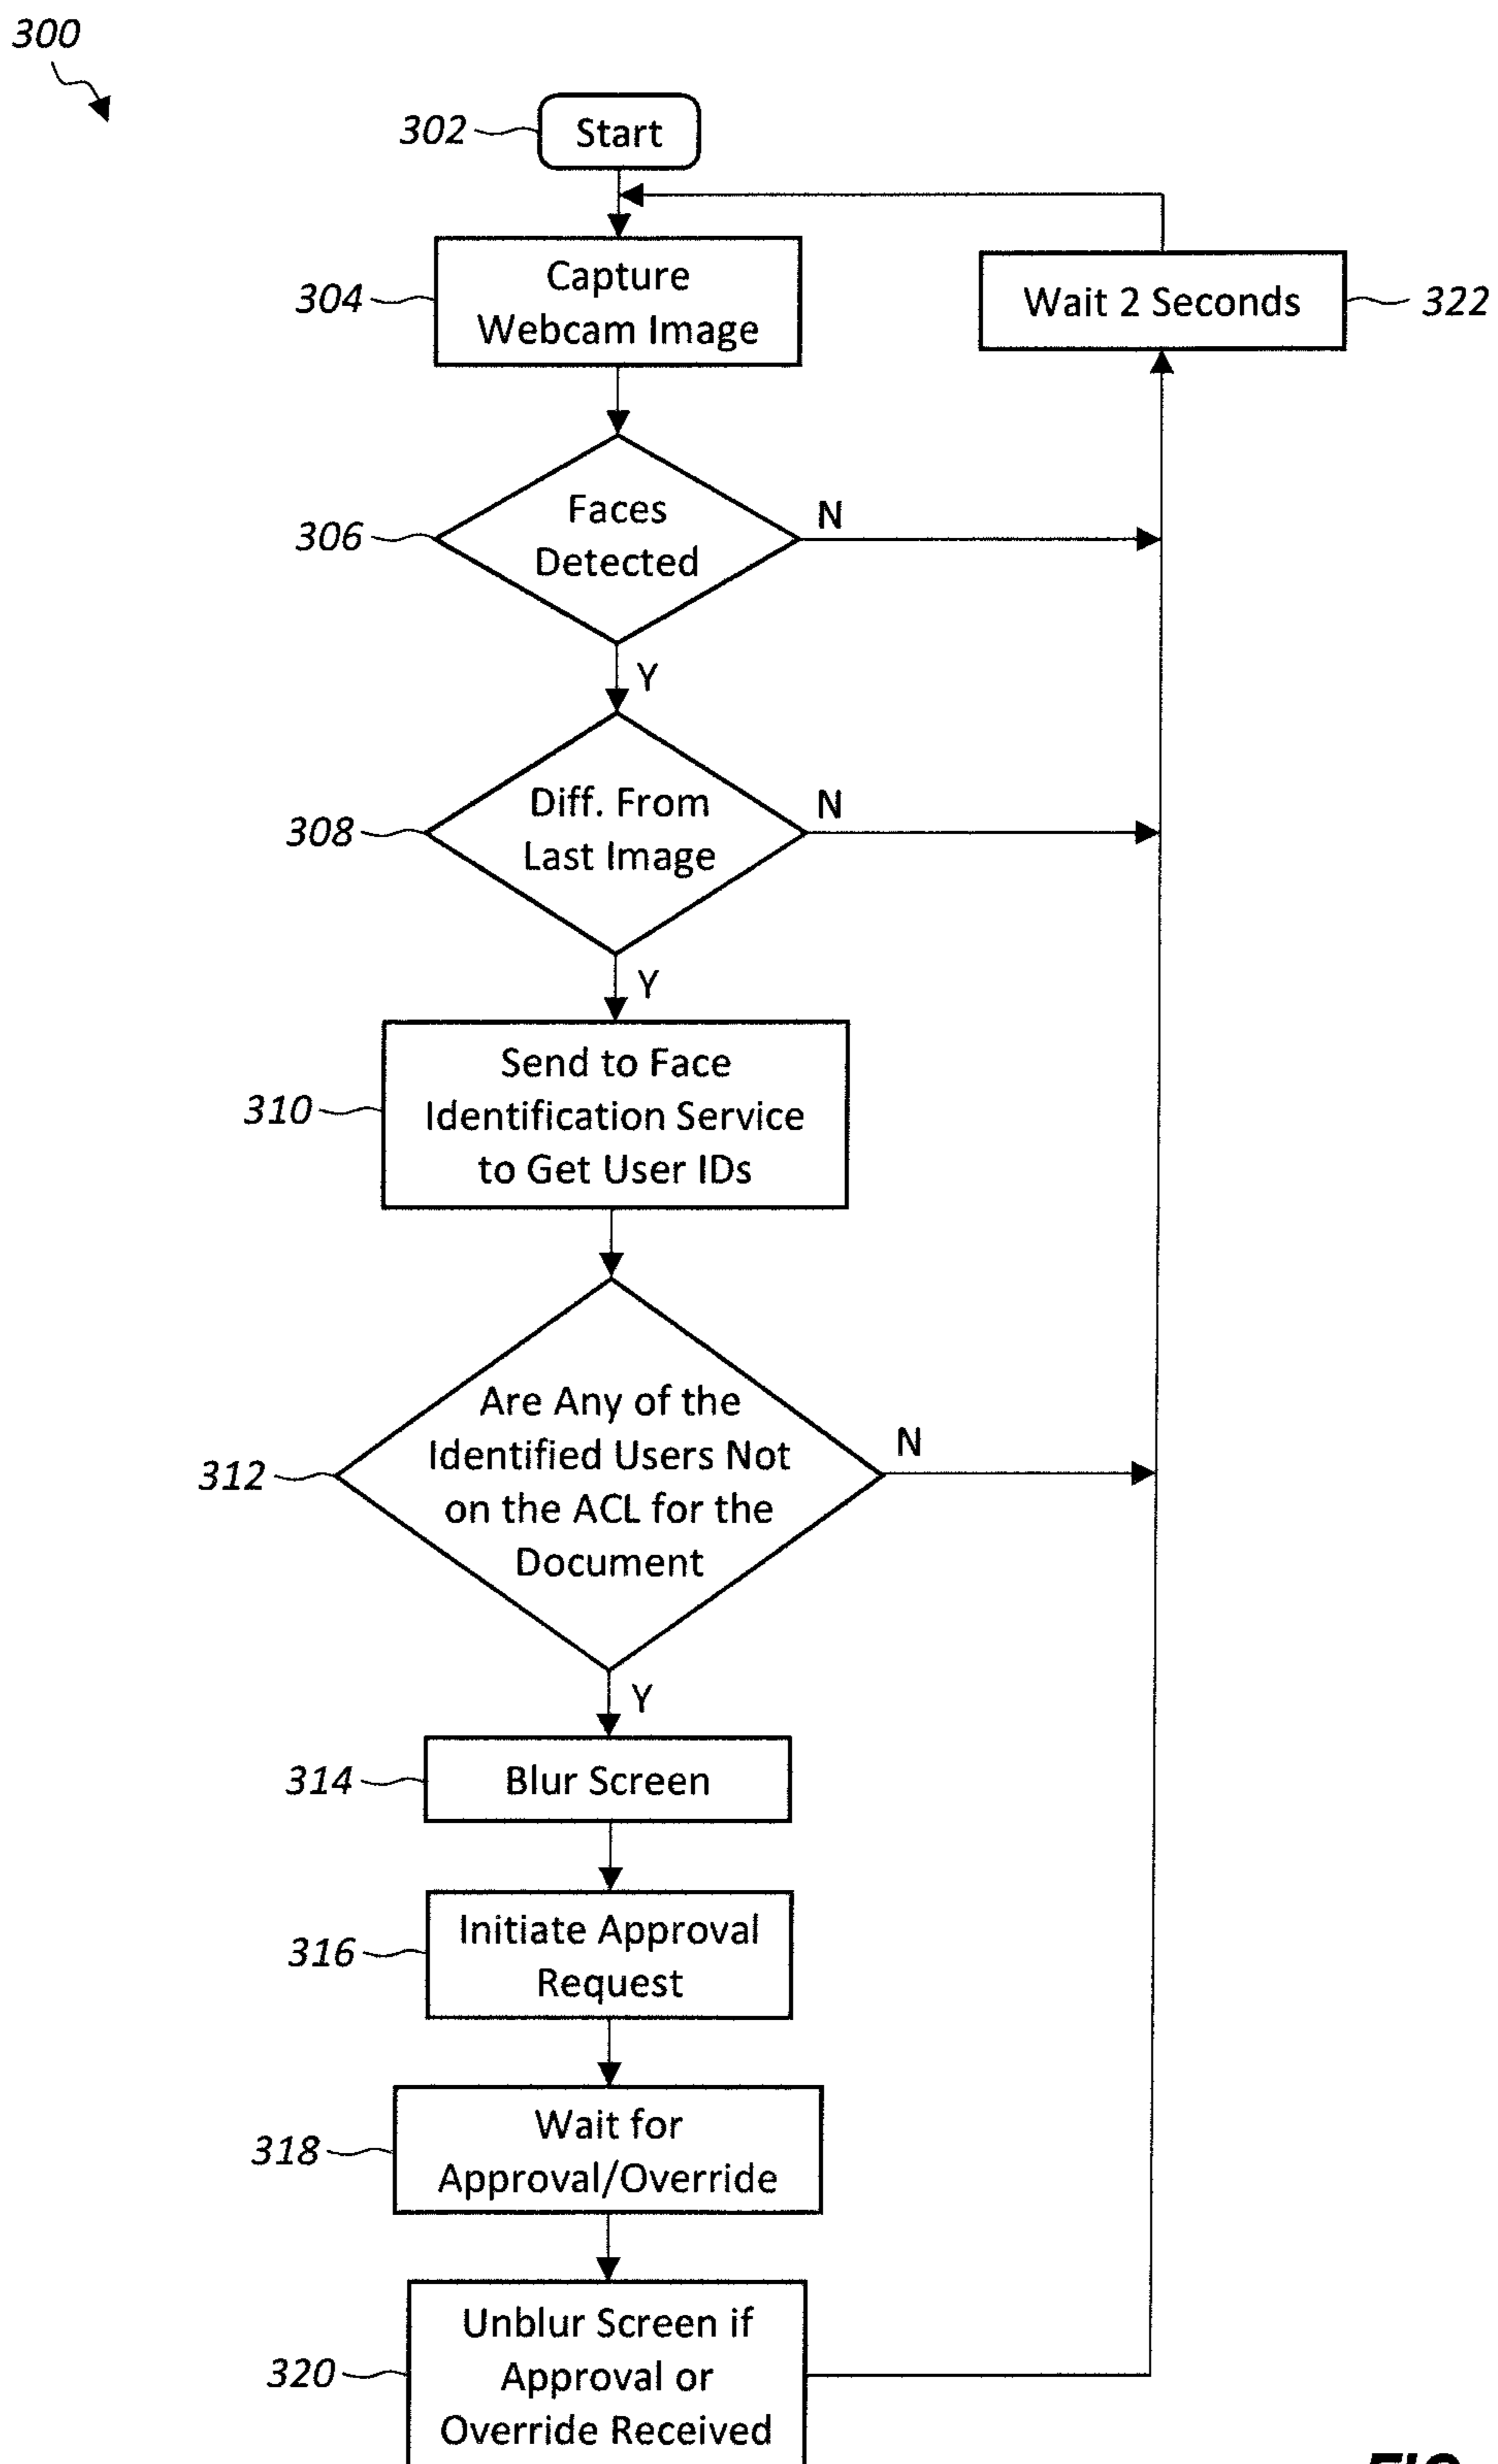 300
302
Start
304
Capture
Webcam Image
Wait 2 Seconds
322
306
Faces
Detected
N
Y
308
Diff. From
Last Image
N
Y
310
Send to Face
Identification Service
to Get User IDs
312
Are Any of the
Identified Users Not
on the ACL for the
Document
N
Y
314
Blur Screen
316
Initiate Approval
Request
318
Wait for
Approval/Override
320
Unblur Screen if
Approval or
Override Received